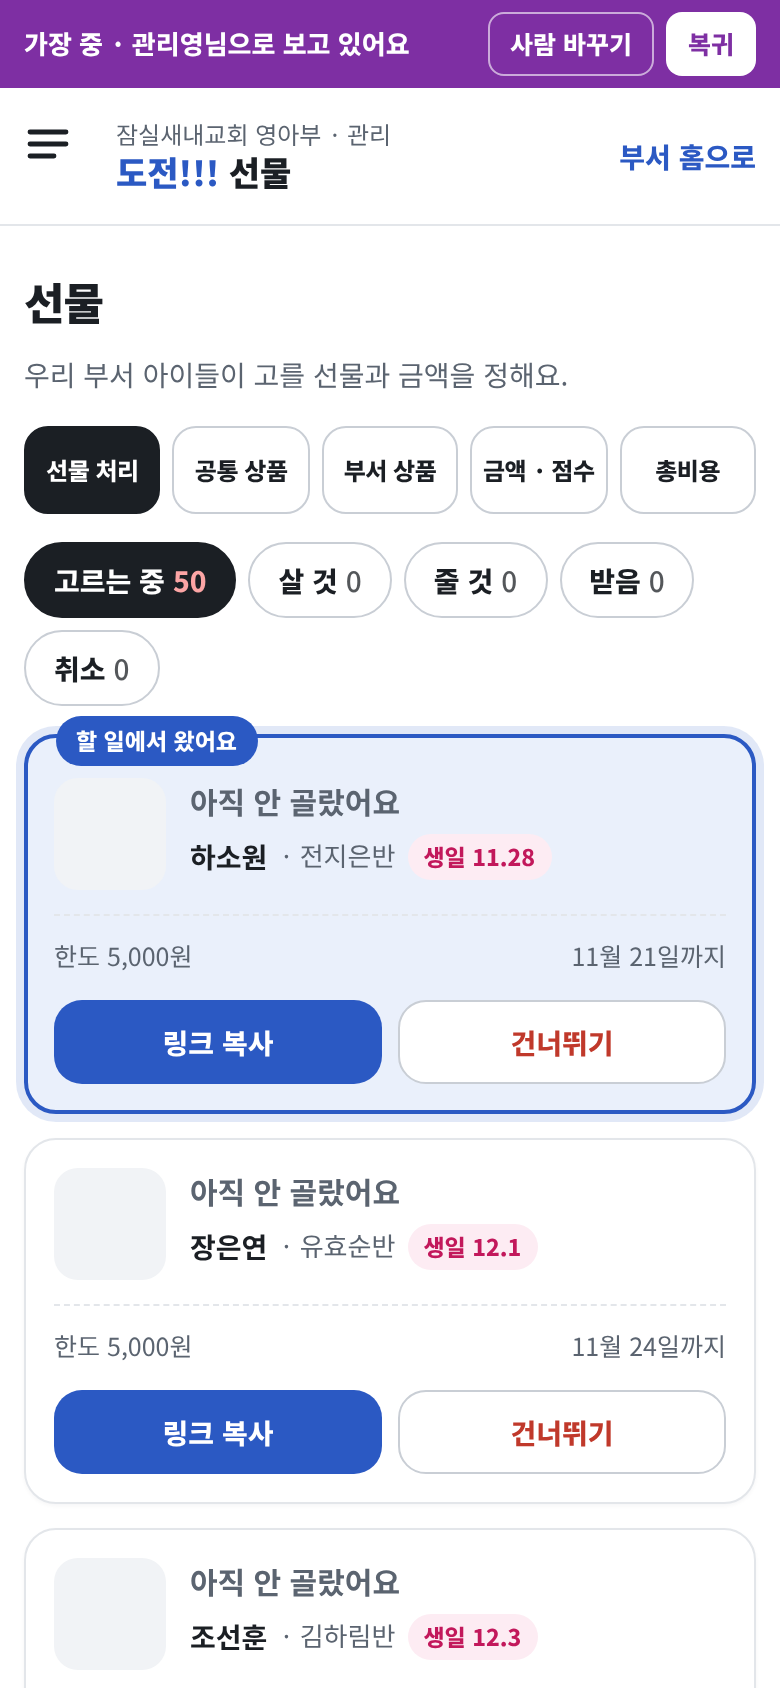 가장 중 · 관리영님으로 보고 있어요 사람 바꾸기 복귀
잠실새내교회 영아부 · 관리
도전!!! 선물
부서 홈으로
선물
우리 부서 아이들이 고를 선물과 금액을 정해요.
선물 처리 공통 상품 부서 상품 금액 · 점수 총비용
고르는 중 50 살 것 0 줄 것 0 받음 0
취소 0
할 일에서 왔어요
아직 안 골랐어요
하소원 · 전지은반 생일 11.28
한도 5,000원 11월 21일까지
링크 복사 건너뛰기
아직 안 골랐어요
장은연 · 유효순반 생일 12.1
한도 5,000원 11월 24일까지
링크 복사 건너뛰기
아직 안 골랐어요
조선훈 · 김하림반 생일 12.3